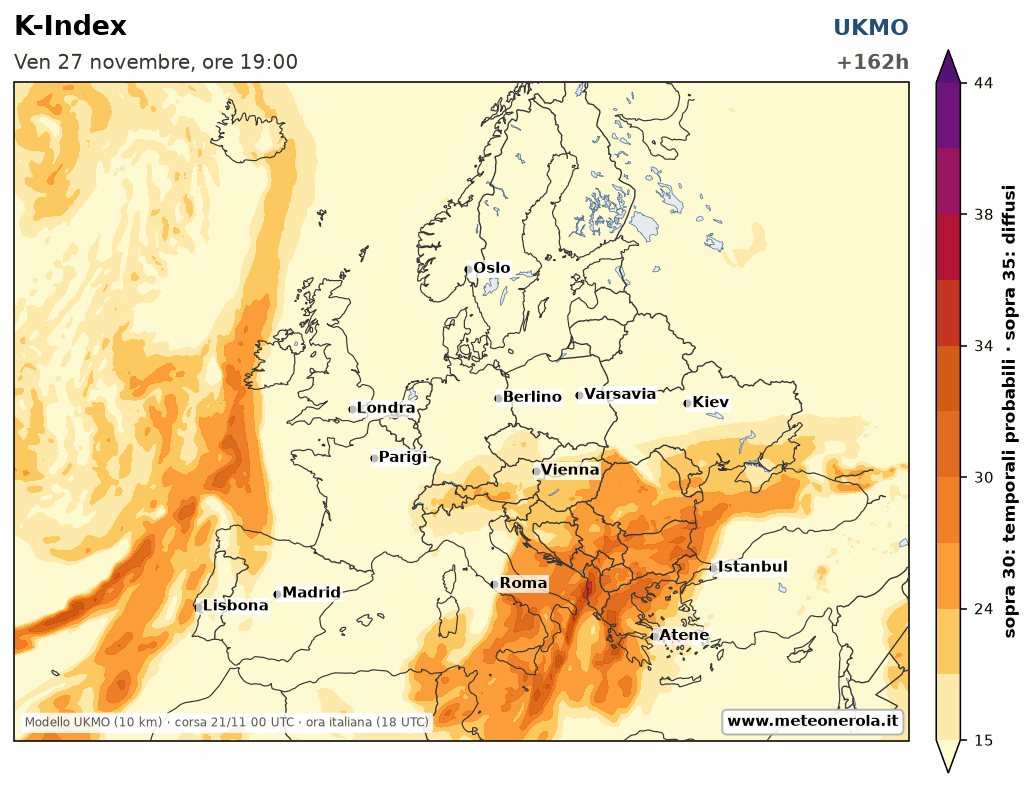 K-Index
UKMO
Ven 27 novembre, ore 19:00
+162h
44
38
34
30
24
15
sopra 30: temporali probabili · sopra 35: diffusi
Oslo
Berlino
Varsavia
Kiev
Londra
Parigi
Vienna
Istanbul
Roma
Madrid
Lisbona
Atene
Modello UKMO (10 km) · corsa 21/11 00 UTC · ora italiana (18 UTC)
www.meteonerola.it